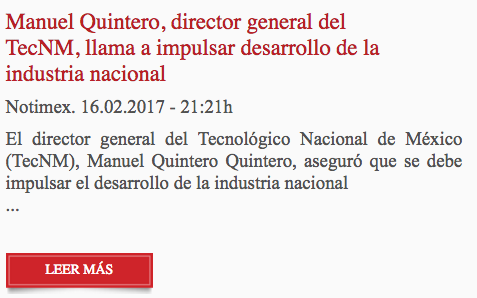 Manuel Quintero, director general del
TecNM, llama a impulsar desarrollo de la
industria nacional
Notimex. 16.02.2017 - 21:21h
El director general del Tecnológico Nacional de México
(TecNM), Manuel Quintero Quintero, aseguró que se debe
impulsar el desarrollo de la industria nacional
...
LEER MÁS